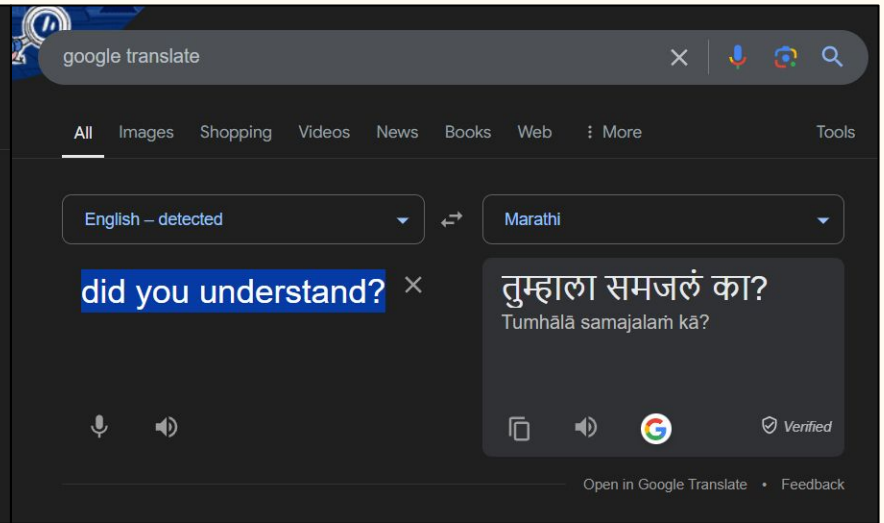 google translate
All Images Shopping Videos News Books Web More Tools
English – detected
Marathi
did you understand?
तुम्हाला समजलं का?
Tumhālā samajalaṁ kā?
Verified
Open in Google Translate • Feedback